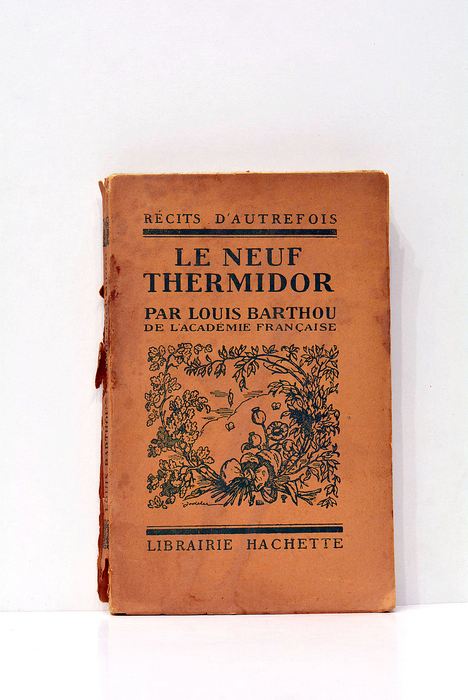 RÉCITS D'AUTREFOIS
LE NEUF
THERMIDOR
PAR LOUIS BARTHOU
DE L'ACADÉMIE FRANÇAISE
LIBRAIRIE HACHETTE